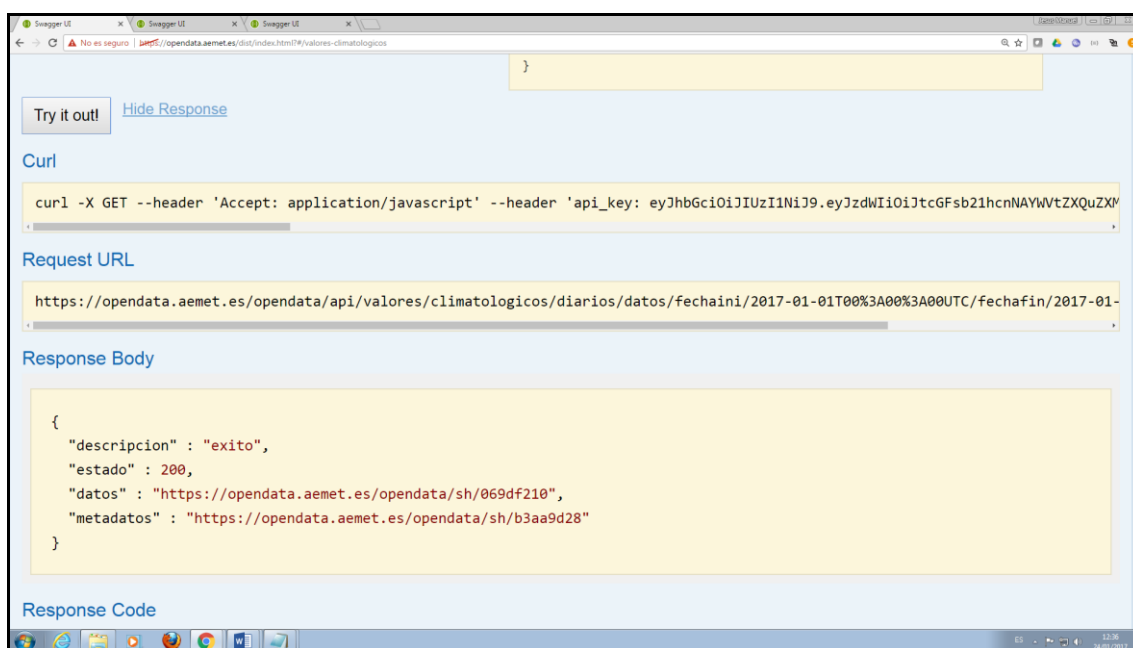 Swagger UI
Swagger UI
Swagger UI
No es seguro | https://opendata.aemet.es/dist/index.html?#/valores-climatologicos
}
Try it out!
Hide Response
Curl
curl -X GET --header 'Accept: application/javascript' --header 'api_key: eyJhbGciOiJIUzI1NiJ9.eyJzdWIiOiJtcGFsb21hcnNAYWVtZXQuZXM
Request URL
https://opendata.aemet.es/opendata/api/valores/climatologicos/diarios/datos/fechaini/2017-01-01T00%3A00%3A00UTC/fechafin/2017-01-
Response Body
{
"descripcion" : "exito",
"estado" : 200,
"datos" : "https://opendata.aemet.es/opendata/sh/069df210",
"metadatos" : "https://opendata.aemet.es/opendata/sh/b3aa9d28"
}
Response Code
ES
12:36